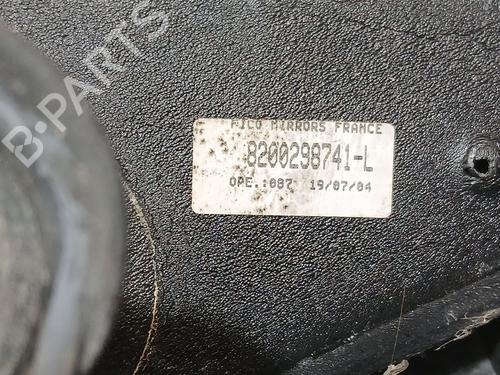 FICO MIRRORS FRANCE
8200298741-L
OPE.:087 19/07/04
B-PARTS